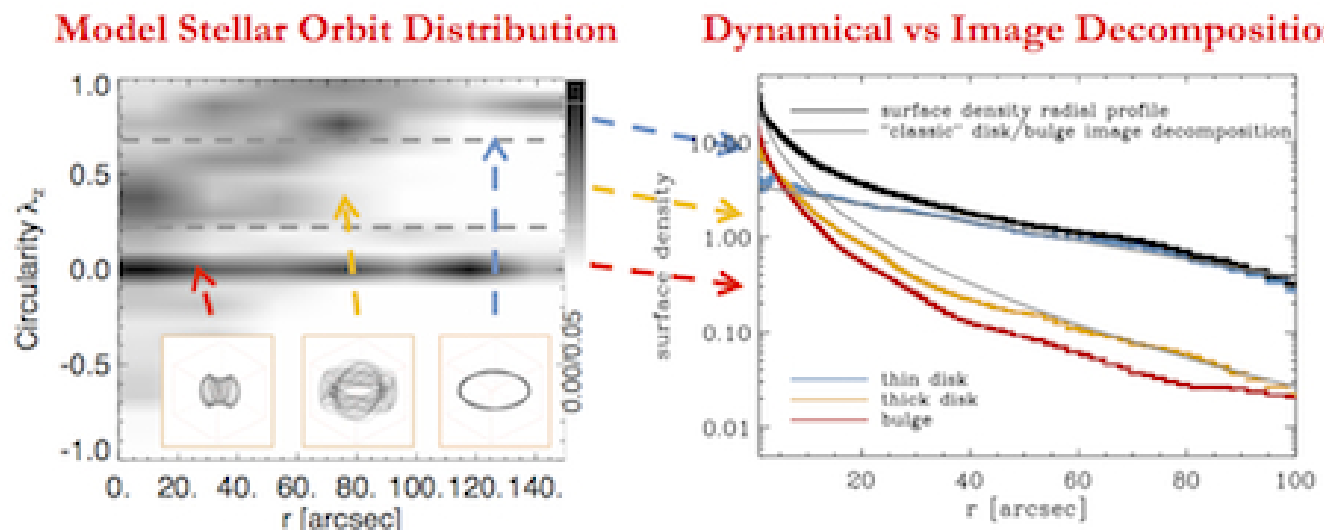 Model Stellar Orbit Distribution
Dynamical vs Image Decompositio
1.0
0.5
0.0
-0.5
-1.0
Circularity λz
0. 20. 40. 60. 80. 100. 120. 140.
r [arcsec]
0.00/0.05
surface density radial profile
"classic" disk/bulge image decomposition
10.00
1.00
0.10
0.01
surface density
thin disk
thick disk
bulge
20 40 60 80 100
r [arcsec]